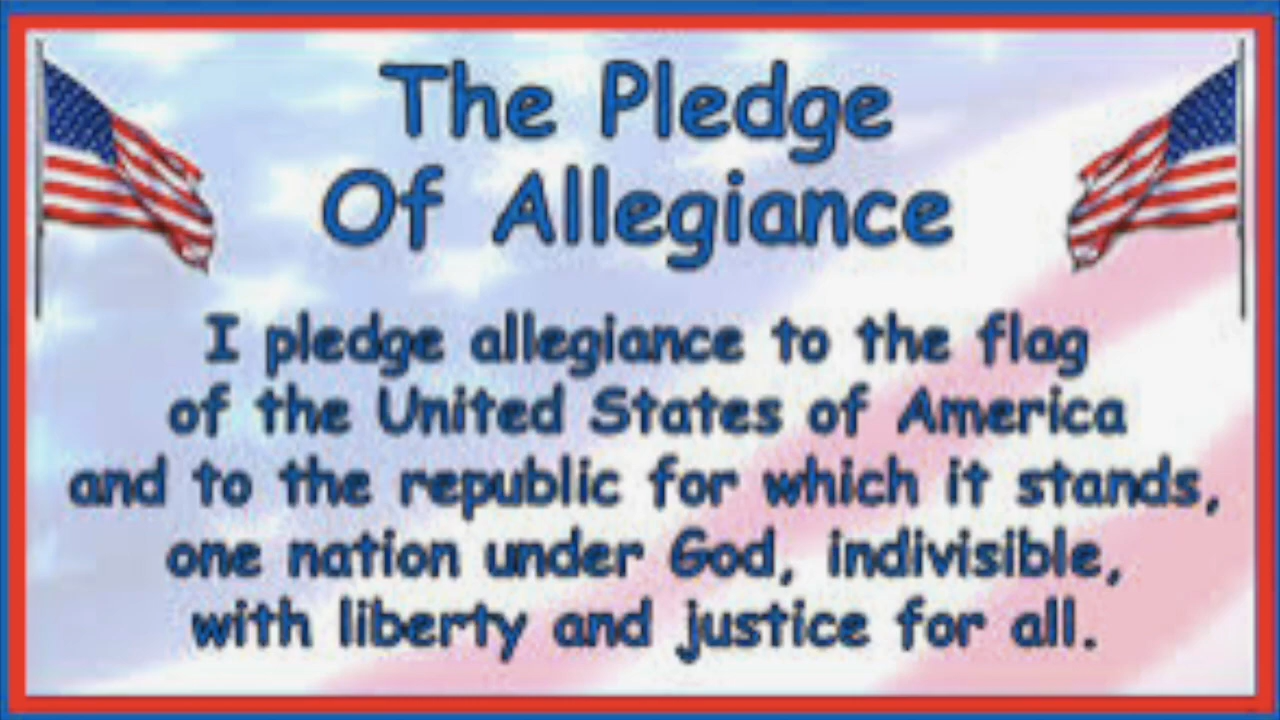 The Pledge
Of Allegiance
I pledge allegiance to the flag
of the United States of America
and to the republic for which it stands,
one nation under God, indivisible,
with liberty and justice for all.